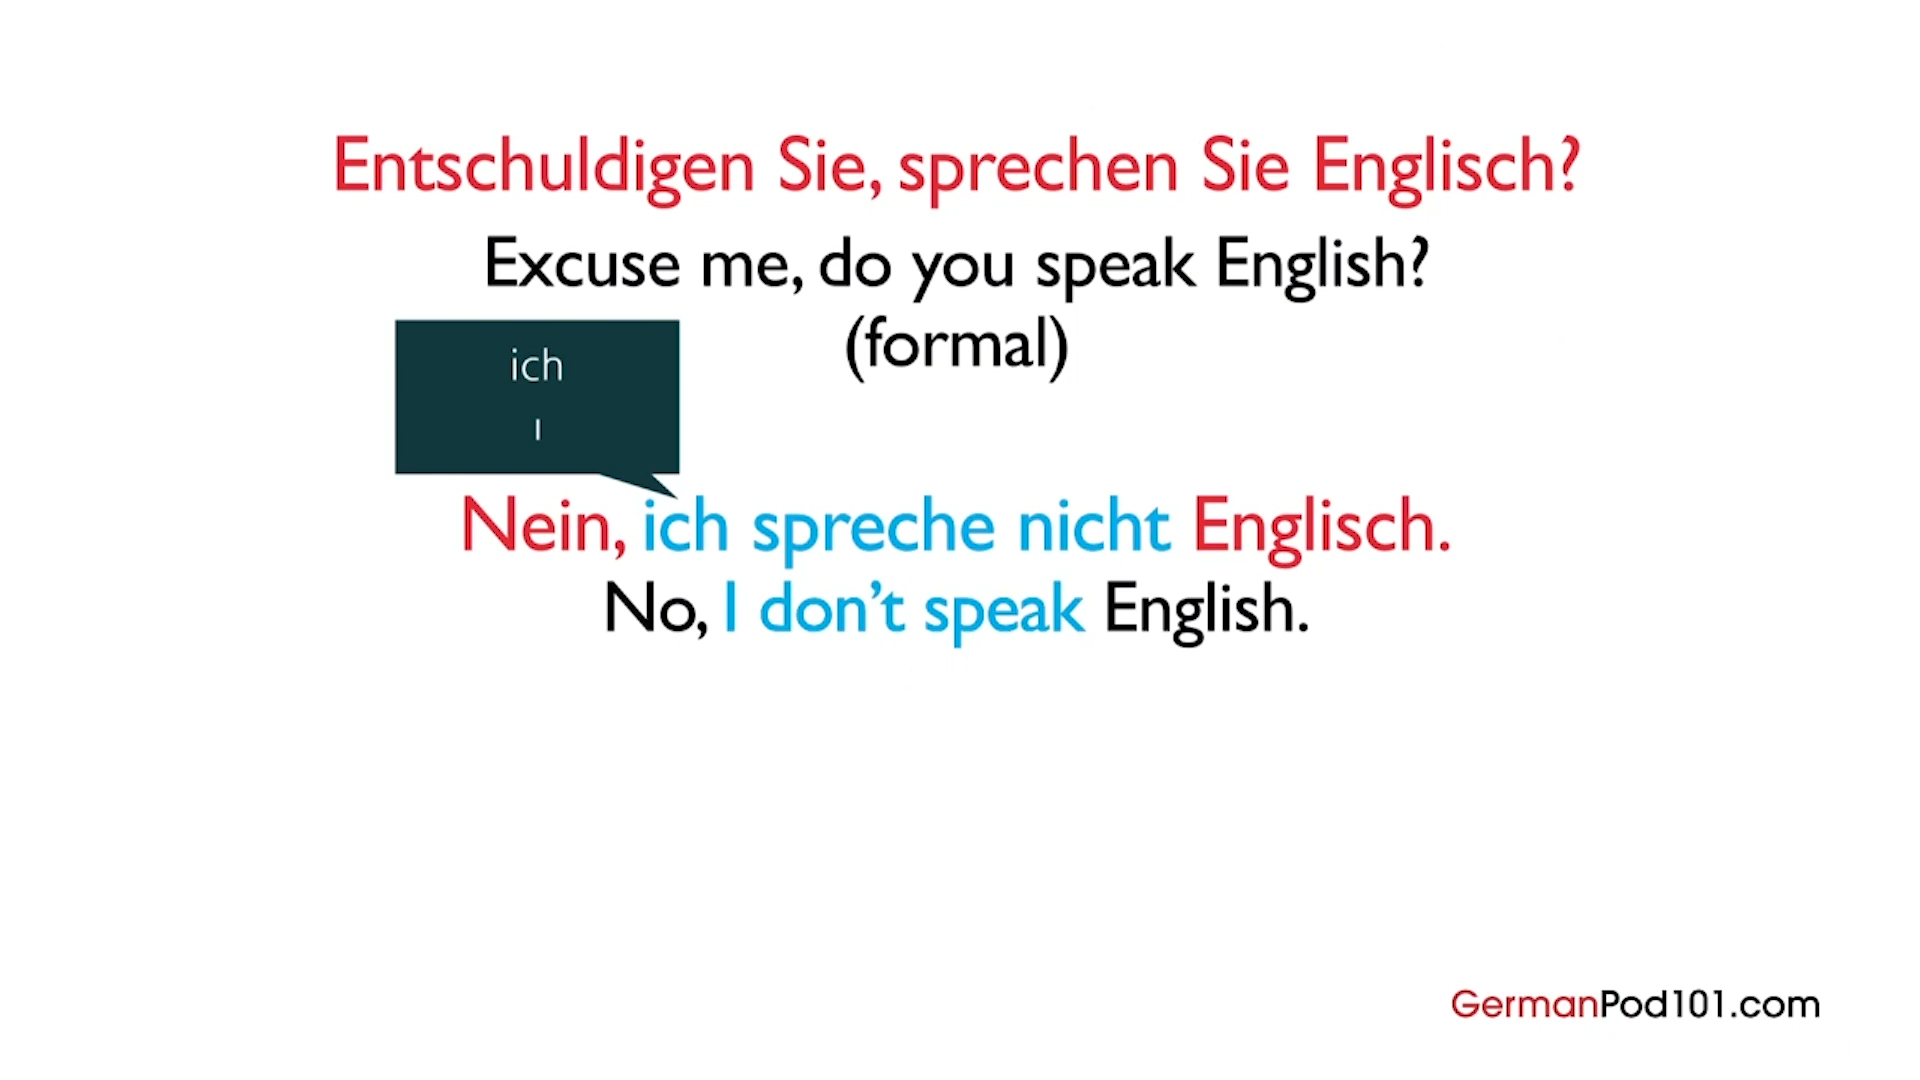 Entschuldigen Sie, sprechen Sie Englisch?
Excuse me, do you speak English?
(formal)
ich
I
Nein, ich spreche nicht Englisch.
No, I don't speak English.
GermanPod101.com